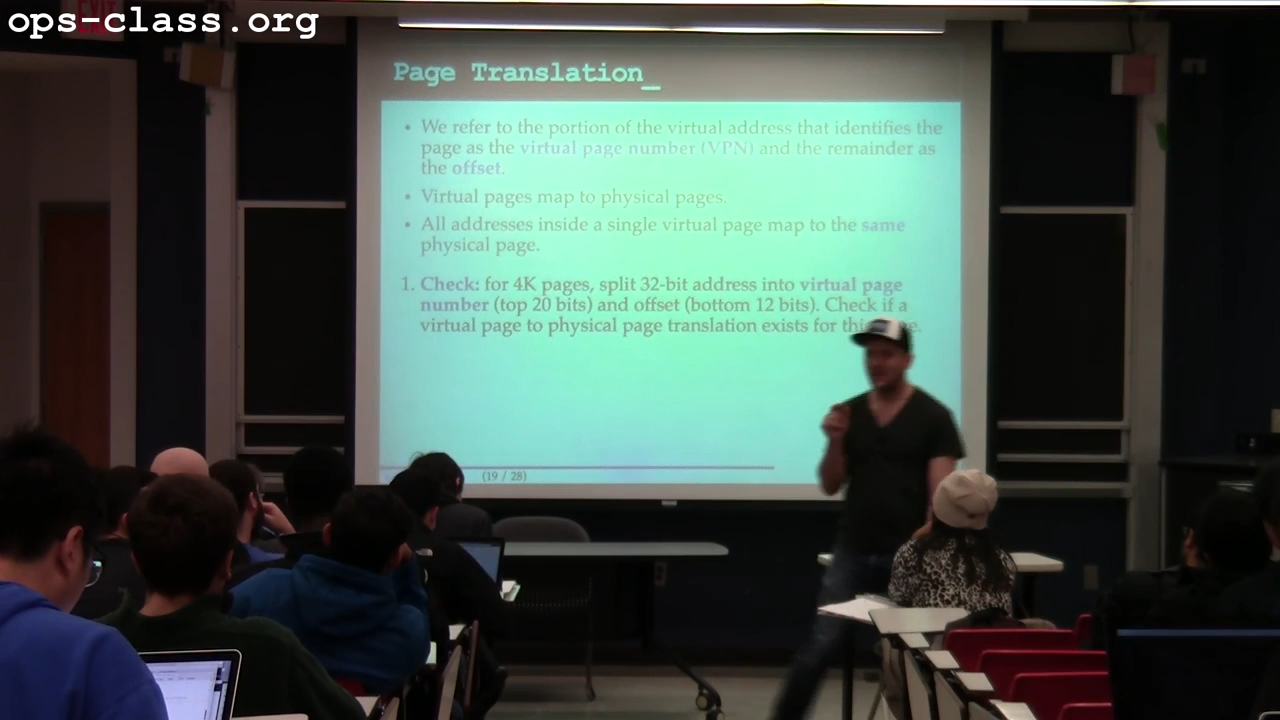 EXIT
ops-class.org
Page Translation_
• We refer to the portion of the virtual address that identifies the
page as the virtual page number (VPN) and the remainder as
the offset.
• Virtual pages map to physical pages.
• All addresses inside a single virtual page map to the same
physical page.
1. Check: for 4K pages, split 32-bit address into virtual page
number (top 20 bits) and offset (bottom 12 bits). Check if a
virtual page to physical page translation exists for this
(19 / 28)